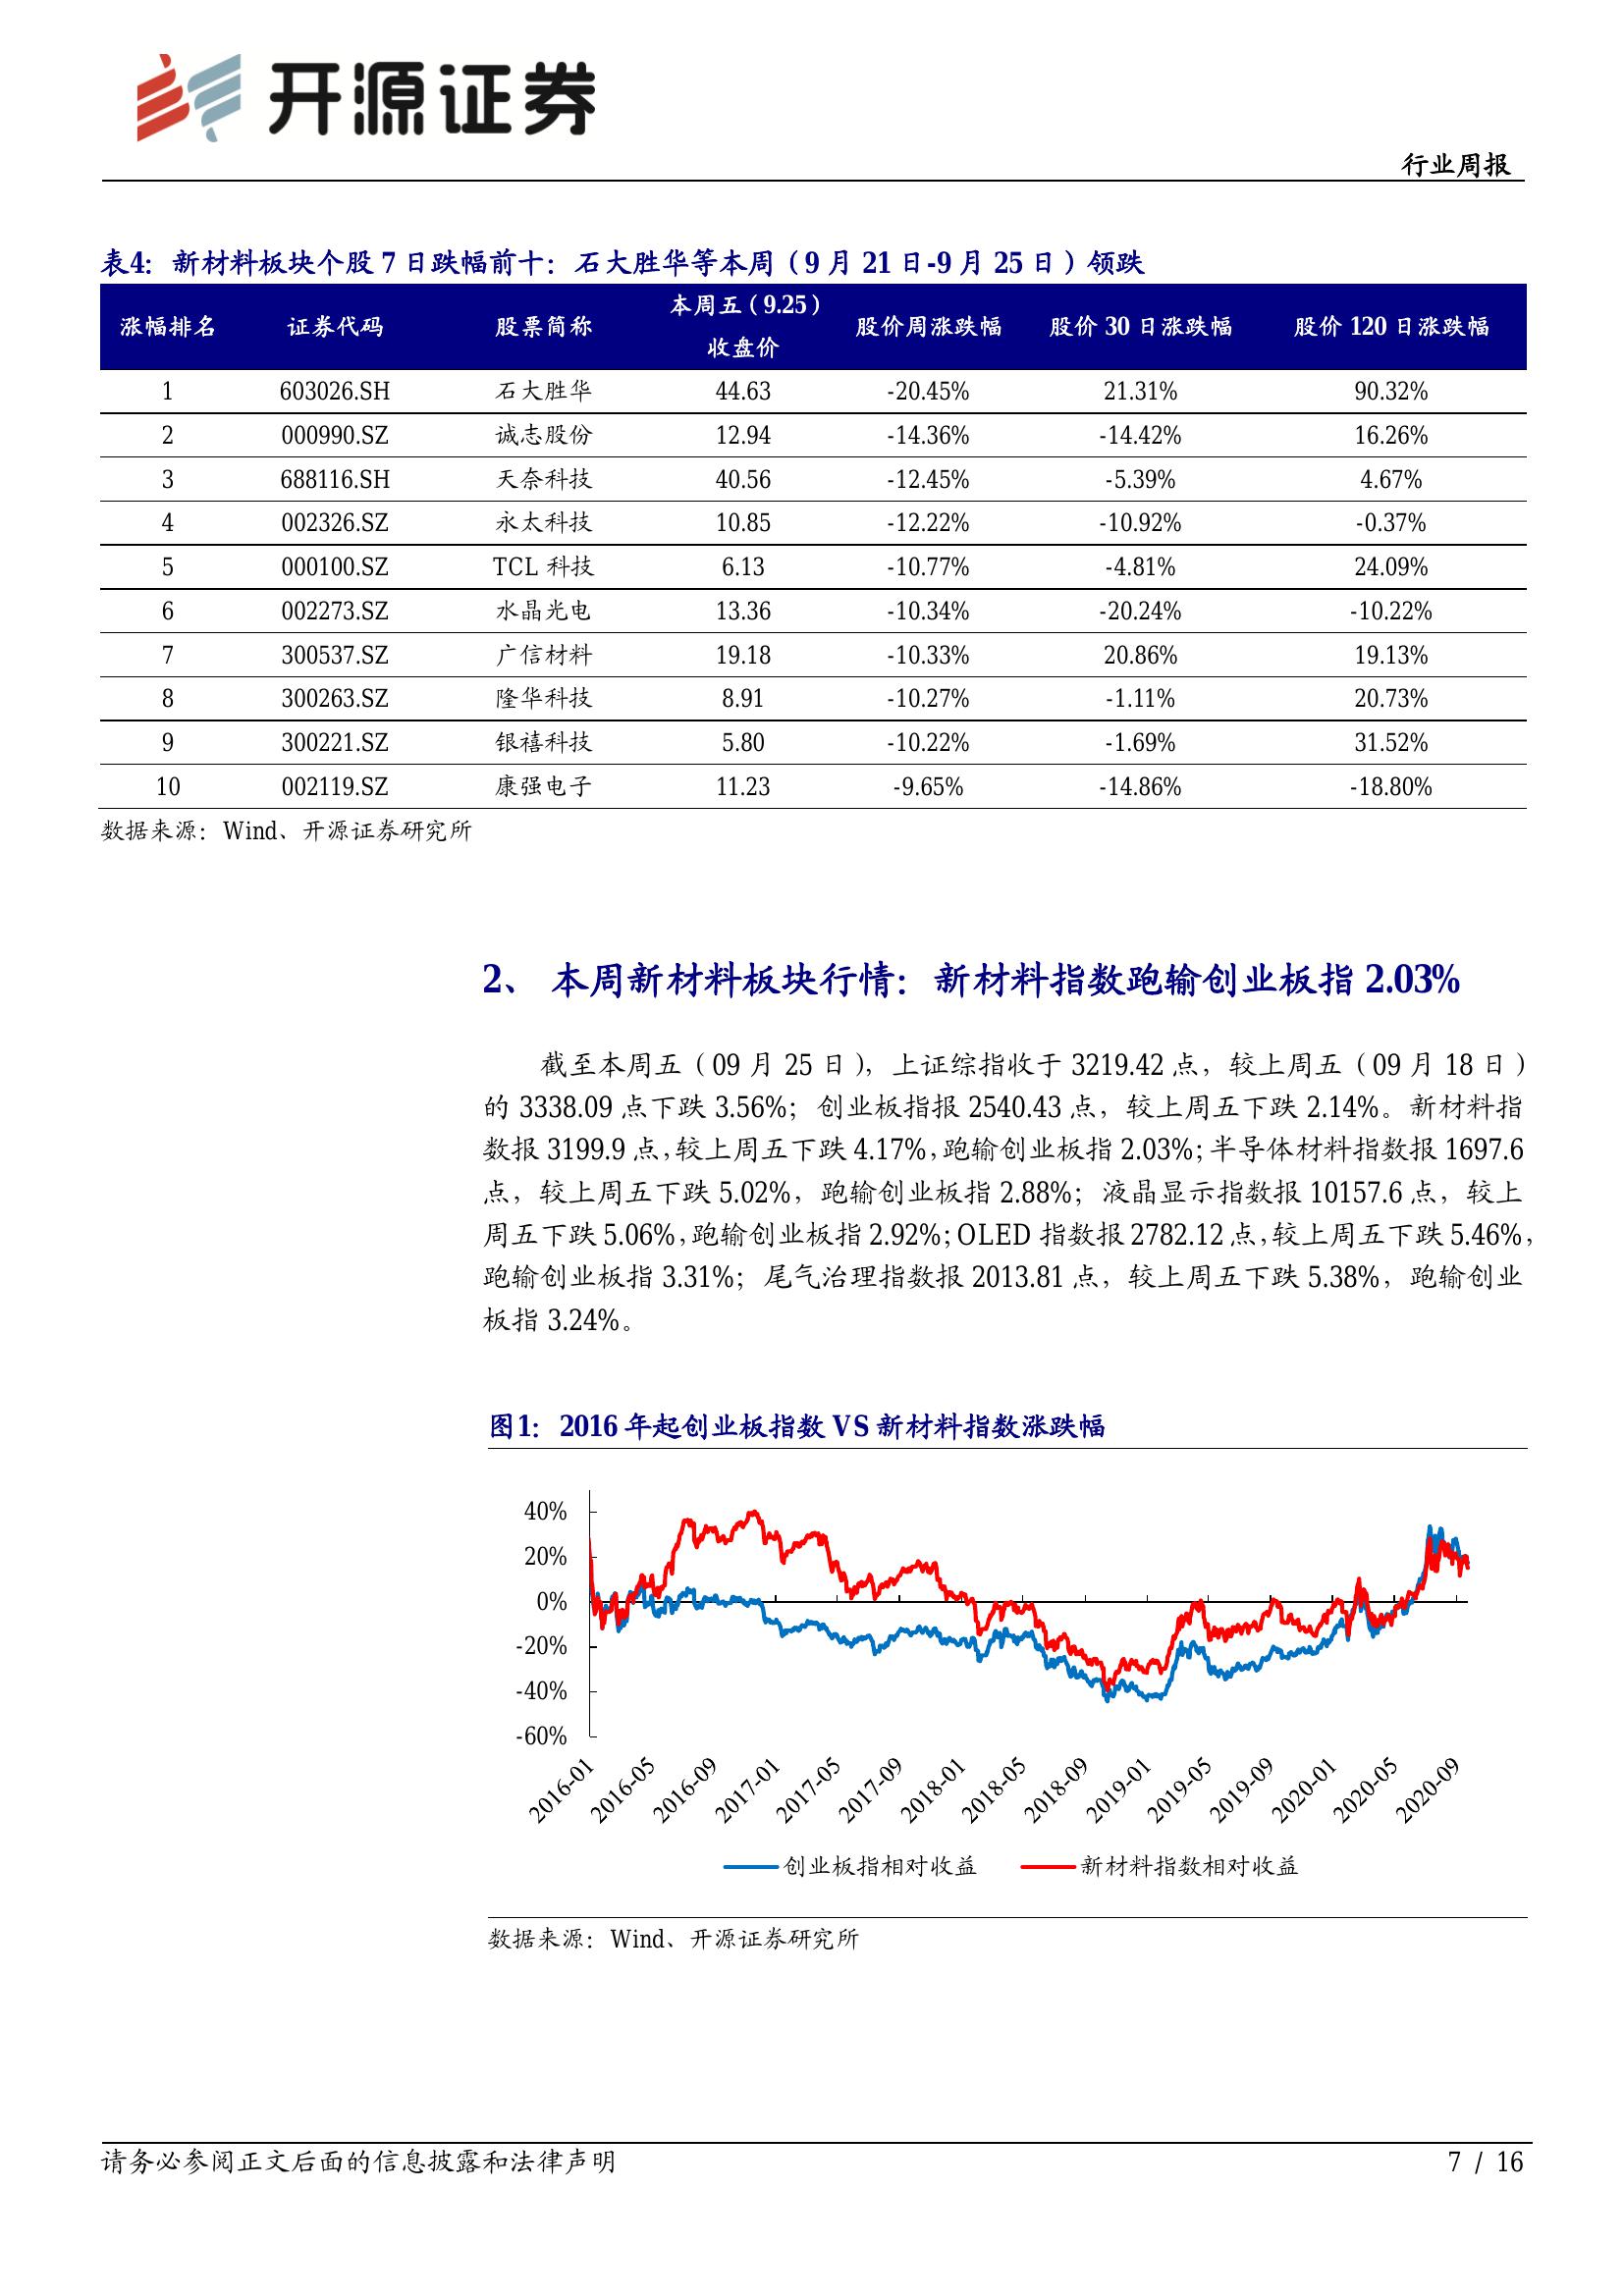 开源证券
行业周报
表4：新材料板块个股 7 日跌幅前十：石大胜华等本周（9 月 21 日-9 月 25 日）领跌
涨幅排名 证券代码 股票简称 本周五（9.25）收盘价 股价周涨跌幅 股价 30 日涨跌幅 股价 120 日涨跌幅
1 603026.SH 石大胜华 44.63 -20.45% 21.31% 90.32%
2 000990.SZ 诚志股份 12.94 -14.36% -14.42% 16.26%
3 688116.SH 天奈科技 40.56 -12.45% -5.39% 4.67%
4 002326.SZ 永太科技 10.85 -12.22% -10.92% -0.37%
5 000100.SZ TCL 科技 6.13 -10.77% -4.81% 24.09%
6 002273.SZ 水晶光电 13.36 -10.34% -20.24% -10.22%
7 300537.SZ 广信材料 19.18 -10.33% 20.86% 19.13%
8 300263.SZ 隆华科技 8.91 -10.27% -1.11% 20.73%
9 300221.SZ 银禧科技 5.80 -10.22% -1.69% 31.52%
10 002119.SZ 康强电子 11.23 -9.65% -14.86% -18.80%
数据来源：Wind、开源证券研究所
2、 本周新材料板块行情：新材料指数跑输创业板指 2.03%
截至本周五（09 月 25 日），上证综指收于 3219.42 点，较上周五（09 月 18 日）
的 3338.09 点下跌 3.56%；创业板指报 2540.43 点，较上周五下跌 2.14%。新材料指
数报 3199.9 点，较上周五下跌 4.17%，跑输创业板指 2.03%；半导体材料指数报 1697.6
点，较上周五下跌 5.02%，跑输创业板指 2.88%；液晶显示指数报 10157.6 点，较上
周五下跌 5.06%，跑输创业板指 2.92%；OLED 指数报 2782.12 点，较上周五下跌 5.46%，
跑输创业板指 3.31%；尾气治理指数报 2013.81 点，较上周五下跌 5.38%，跑输创业
板指 3.24%。
图1：2016 年起创业板指数 VS 新材料指数涨跌幅
40%
20%
0%
-20%
-40%
-60%
2016-01 2016-05 2016-09 2017-01 2017-05 2017-09 2018-01 2018-05 2018-09 2019-01 2019-05 2019-09 2020-01 2020-05 2020-09
创业板指相对收益 新材料指数相对收益
数据来源：Wind、开源证券研究所
请务必参阅正文后面的信息披露和法律声明 7 / 16